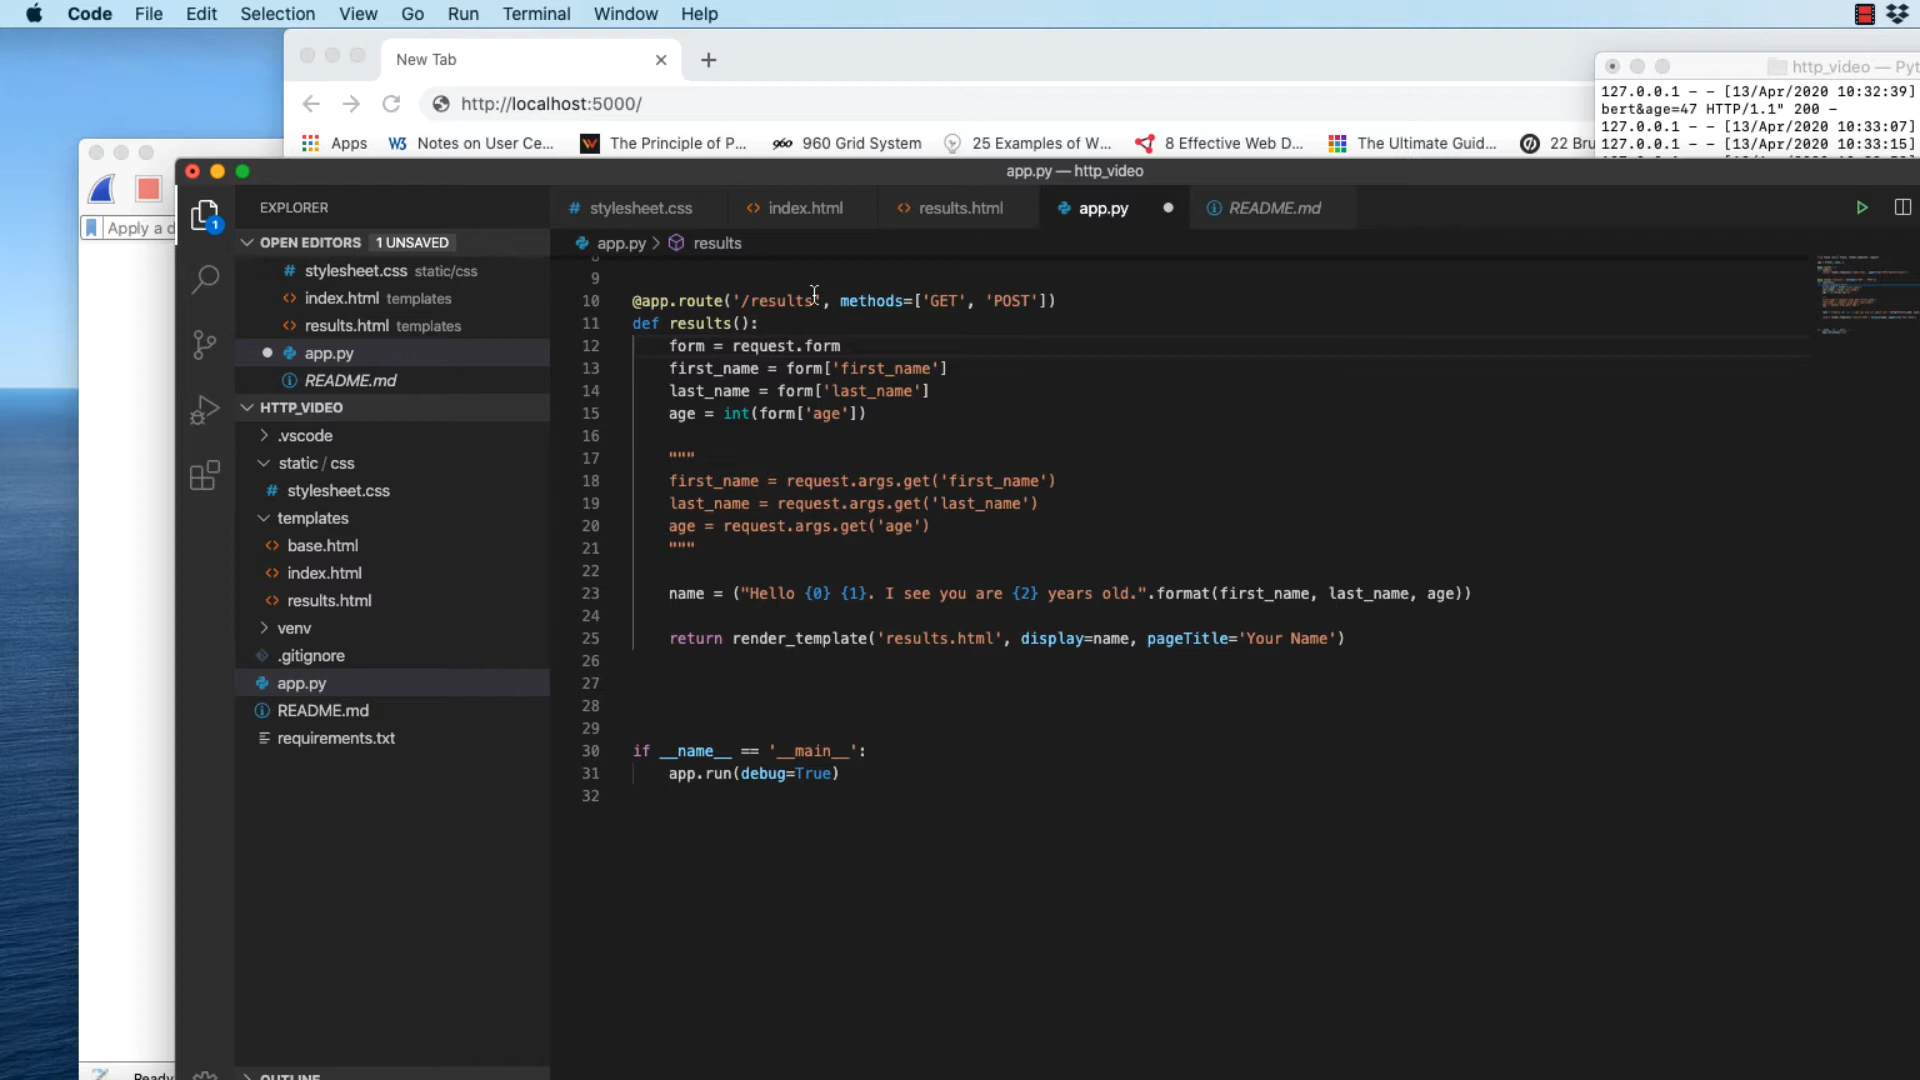 Code File Edit Selection View Go Run Terminal Window Help
New Tab
http://localhost:5000/
Apps Notes on User Ce... The Principle of P... 960 Grid System 25 Examples of W... 8 Effective Web D... The Ultimate Guid... 22 Bru
http_video — Pyt
127.0.0.1 - - [13/Apr/2020 10:32:39]
bert&age=47 HTTP/1.1" 200 -
127.0.0.1 - - [13/Apr/2020 10:33:07]
127.0.0.1 - - [13/Apr/2020 10:33:15]
Apply a d
Ready
app.py — http_video
EXPLORER
OPEN EDITORS 1 UNSAVED
stylesheet.css static/css
index.html templates
results.html templates
app.py
README.md
HTTP_VIDEO
.vscode
static / css
stylesheet.css
templates
base.html
index.html
results.html
venv
.gitignore
app.py
README.md
requirements.txt
OUTLINE
stylesheet.css index.html results.html app.py README.md
app.py > results
9
10 @app.route('/results', methods=['GET', 'POST'])
11 def results():
12 form = request.form
13 first_name = form['first_name']
14 last_name = form['last_name']
15 age = int(form['age'])
16
17 """
18 first_name = request.args.get('first_name')
19 last_name = request.args.get('last_name')
20 age = request.args.get('age')
21 """
22
23 name = ("Hello {0} {1}. I see you are {2} years old.".format(first_name, last_name, age))
24
25 return render_template('results.html', display=name, pageTitle='Your Name')
26
27
28
29
30 if __name__ == '__main__':
31 app.run(debug=True)
32